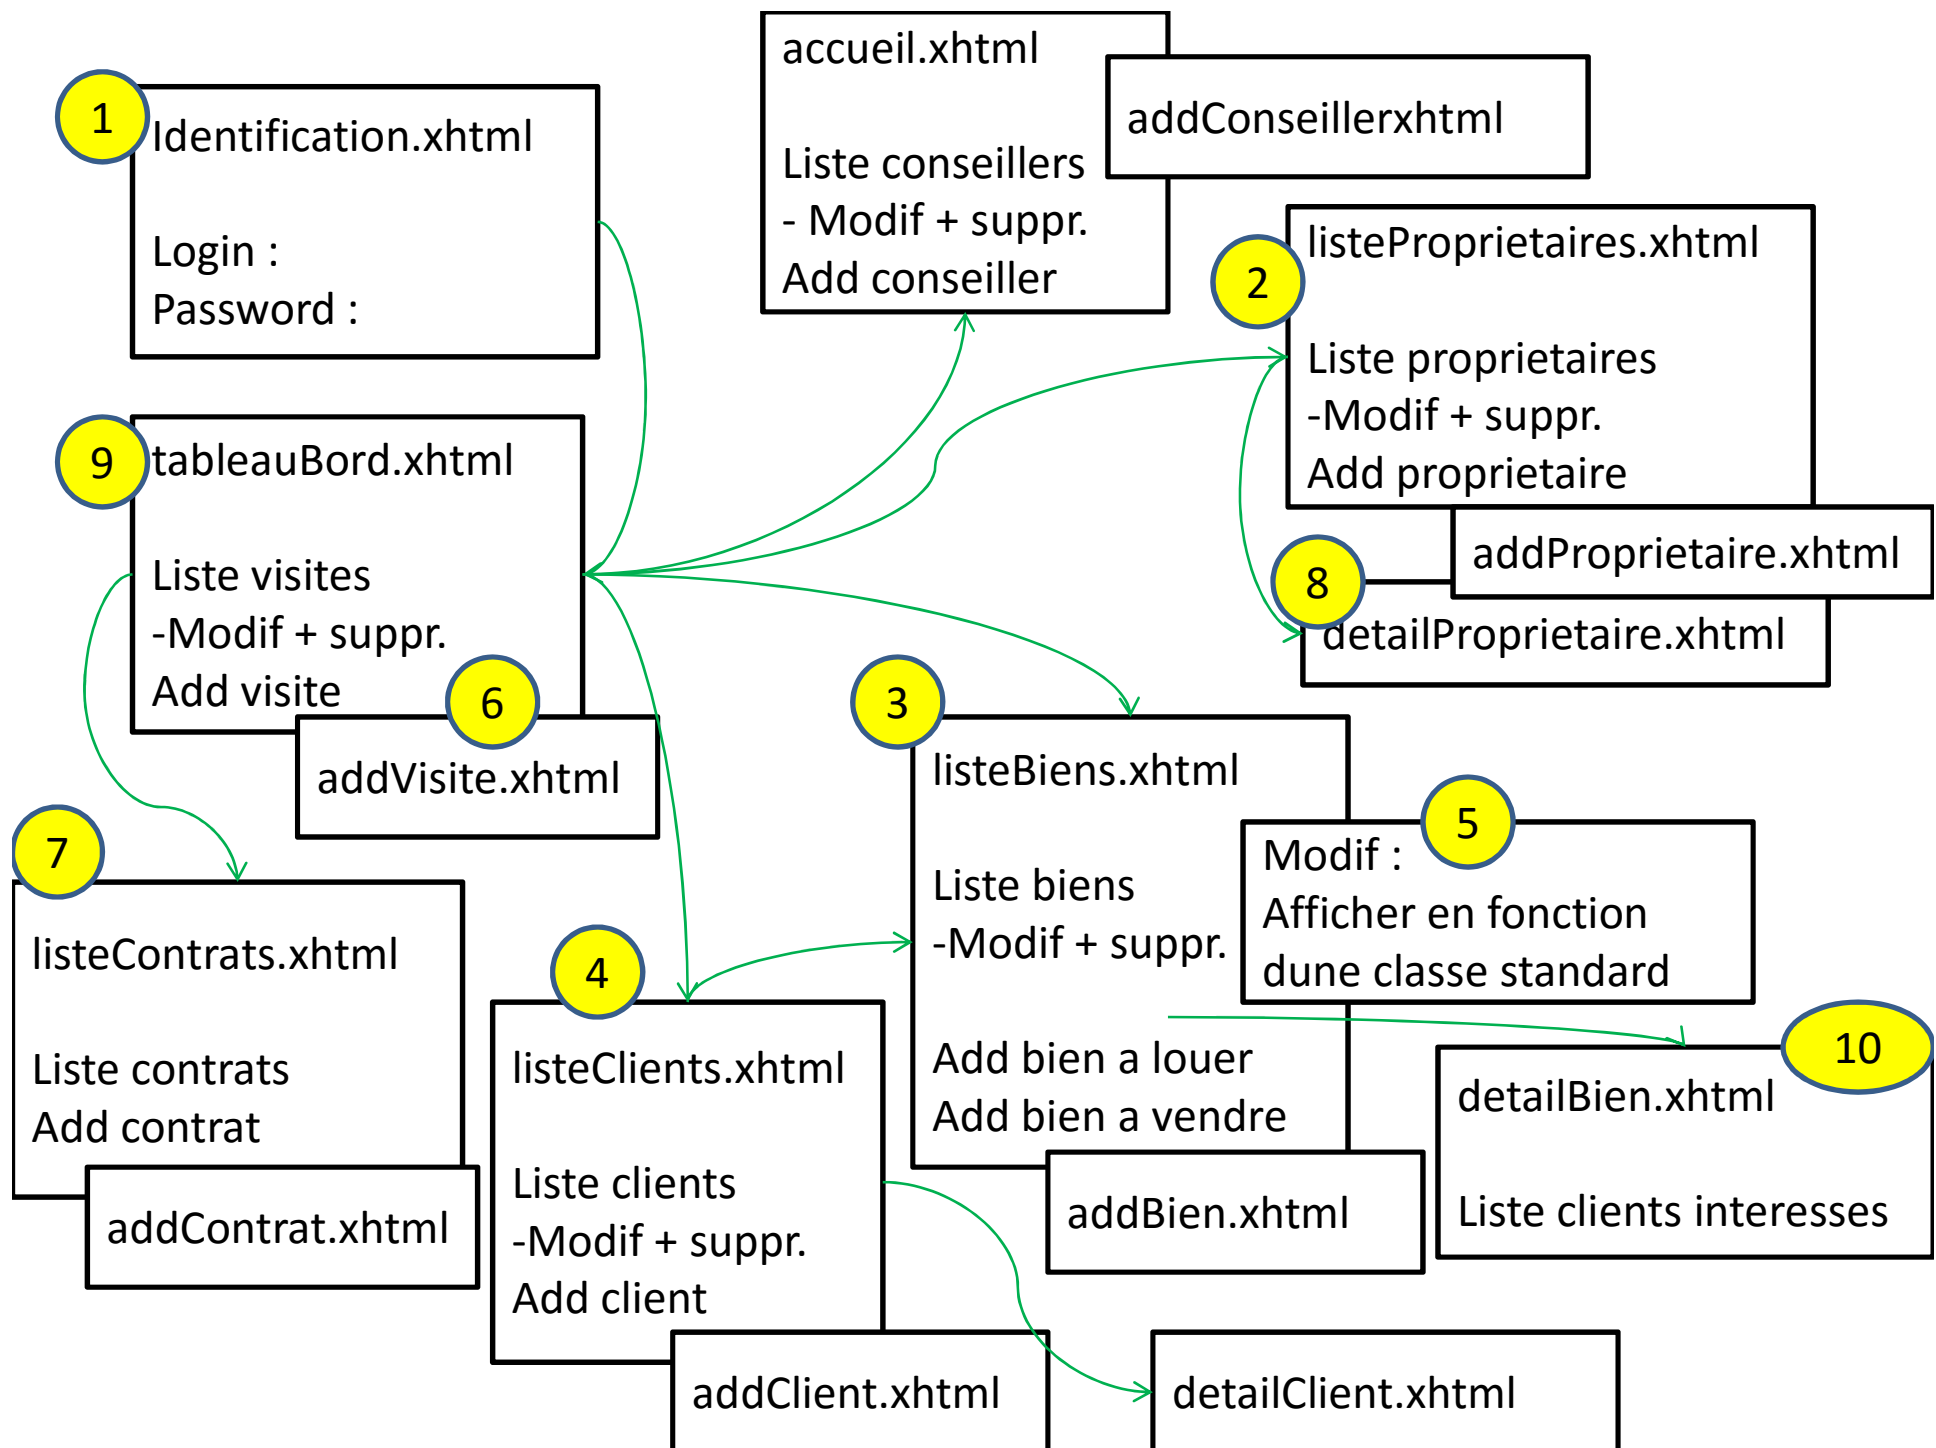 1
Identification.xhtml
Login :
Password :
accueil.xhtml
Liste conseillers
- Modif + suppr.
Add conseiller
addConseillerxhtml
2
listeProprietaires.xhtml
Liste proprietaires
-Modif + suppr.
Add proprietaire
addProprietaire.xhtml
8
detailProprietaire.xhtml
9
tableauBord.xhtml
Liste visites
-Modif + suppr.
Add visite
6
addVisite.xhtml
3
listeBiens.xhtml
Liste biens
-Modif + suppr.
Add bien a louer
Add bien a vendre
5
Modif :
Afficher en fonction
dune classe standard
addBien.xhtml
10
detailBien.xhtml
Liste clients interesses
7
listeContrats.xhtml
Liste contrats
Add contrat
addContrat.xhtml
4
listeClients.xhtml
Liste clients
-Modif + suppr.
Add client
addClient.xhtml
detailClient.xhtml